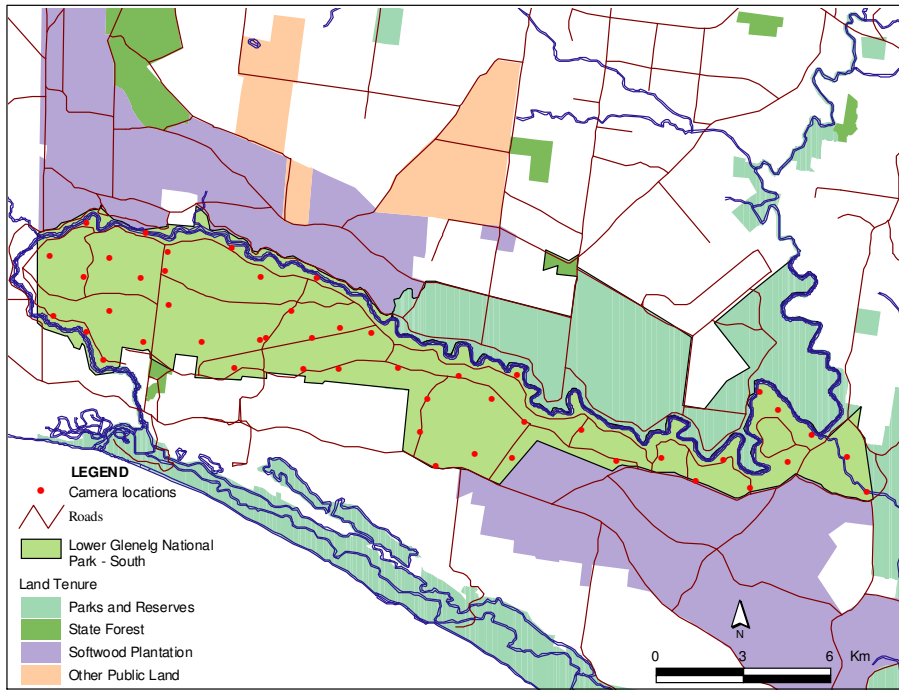 LEGEND
Camera locations
Roads
Lower Glenelg National
Park - South
Land Tenure
Parks and Reserves
State Forest
Softwood Plantation
Other Public Land
N
0 3 6 Km